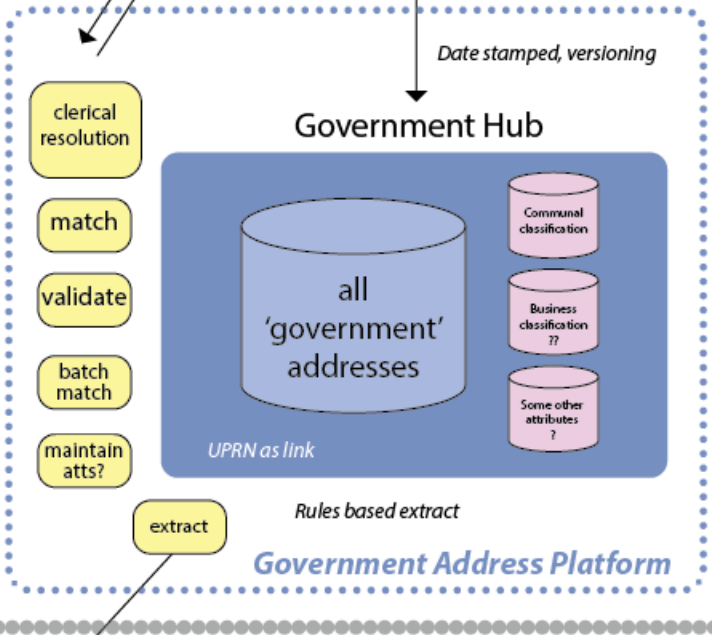 Date stamped, versioning
clerical
resolution
Government Hub
match
validate
batch
match
maintain
atts?
all
‘government’
addresses
Communal
classification
Business
classification
??
Some other
attributes
?
UPRN as link
extract
Rules based extract
Government Address Platform